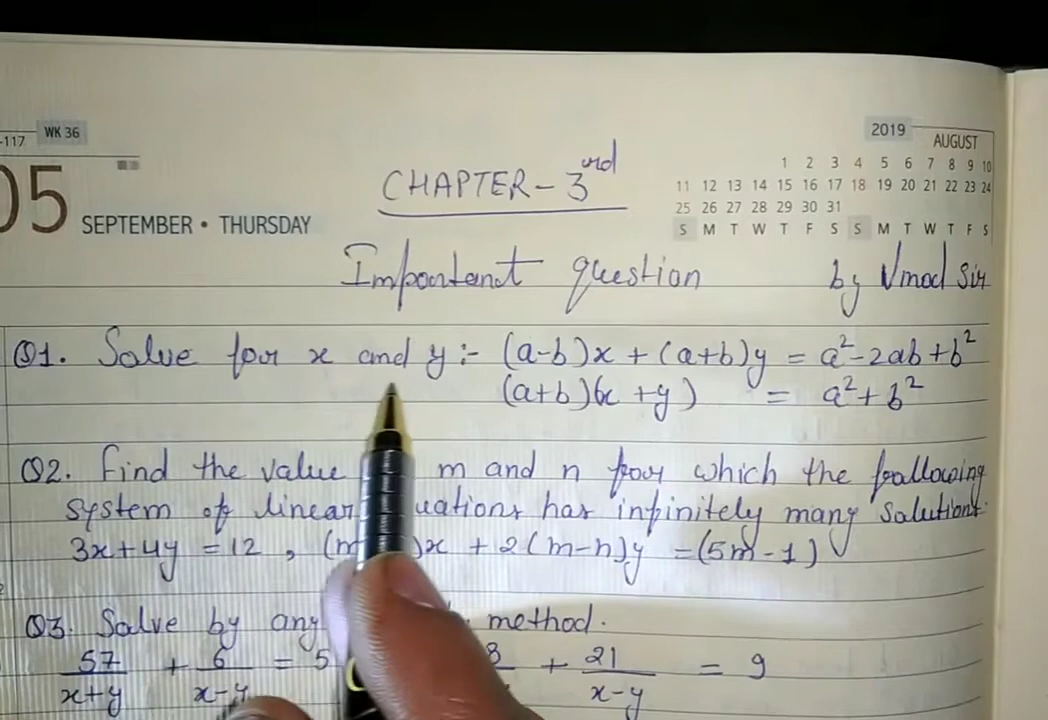 -117 WK 36
05 SEPTEMBER • THURSDAY
2019 AUGUST
1 2 3 4 5 6 7 8 9 10
11 12 13 14 15 16 17 18 19 20 21 22 23 24
25 26 27 28 29 30 31
S M T W T F S S M T W T F S
CHAPTER - 3rd
Important question by Vmod Sir
Q1. Solve for x and y:- (a-b)x + (a+b)y = a²-2ab+b²
(a+b)(x+y) = a²+b²
Q2. Find the value m and n for which the following
system of linear uations has infinitely many solutions.
3x+4y = 12, (m )x + 2(m-n)y = (5m-1)
Q3. Solve by any method.
57/x+y + 6/x-y = 5 + 21/x-y = 9